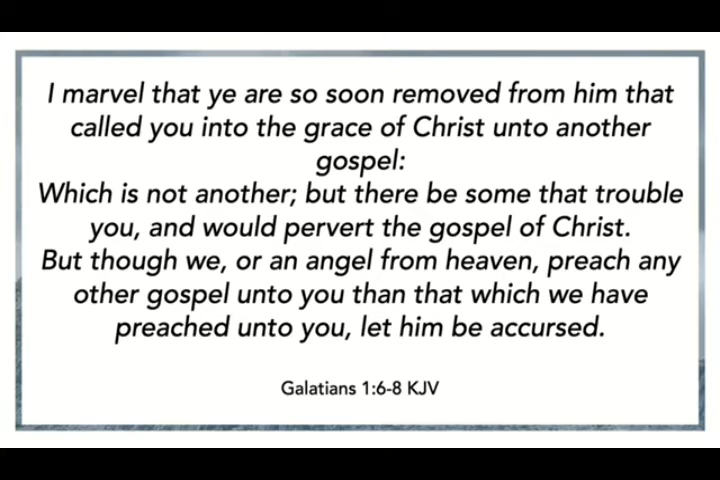 I marvel that ye are so soon removed from him that
called you into the grace of Christ unto another
gospel:
Which is not another; but there be some that trouble
you, and would pervert the gospel of Christ.
But though we, or an angel from heaven, preach any
other gospel unto you than that which we have
preached unto you, let him be accursed.
Galatians 1:6-8 KJV